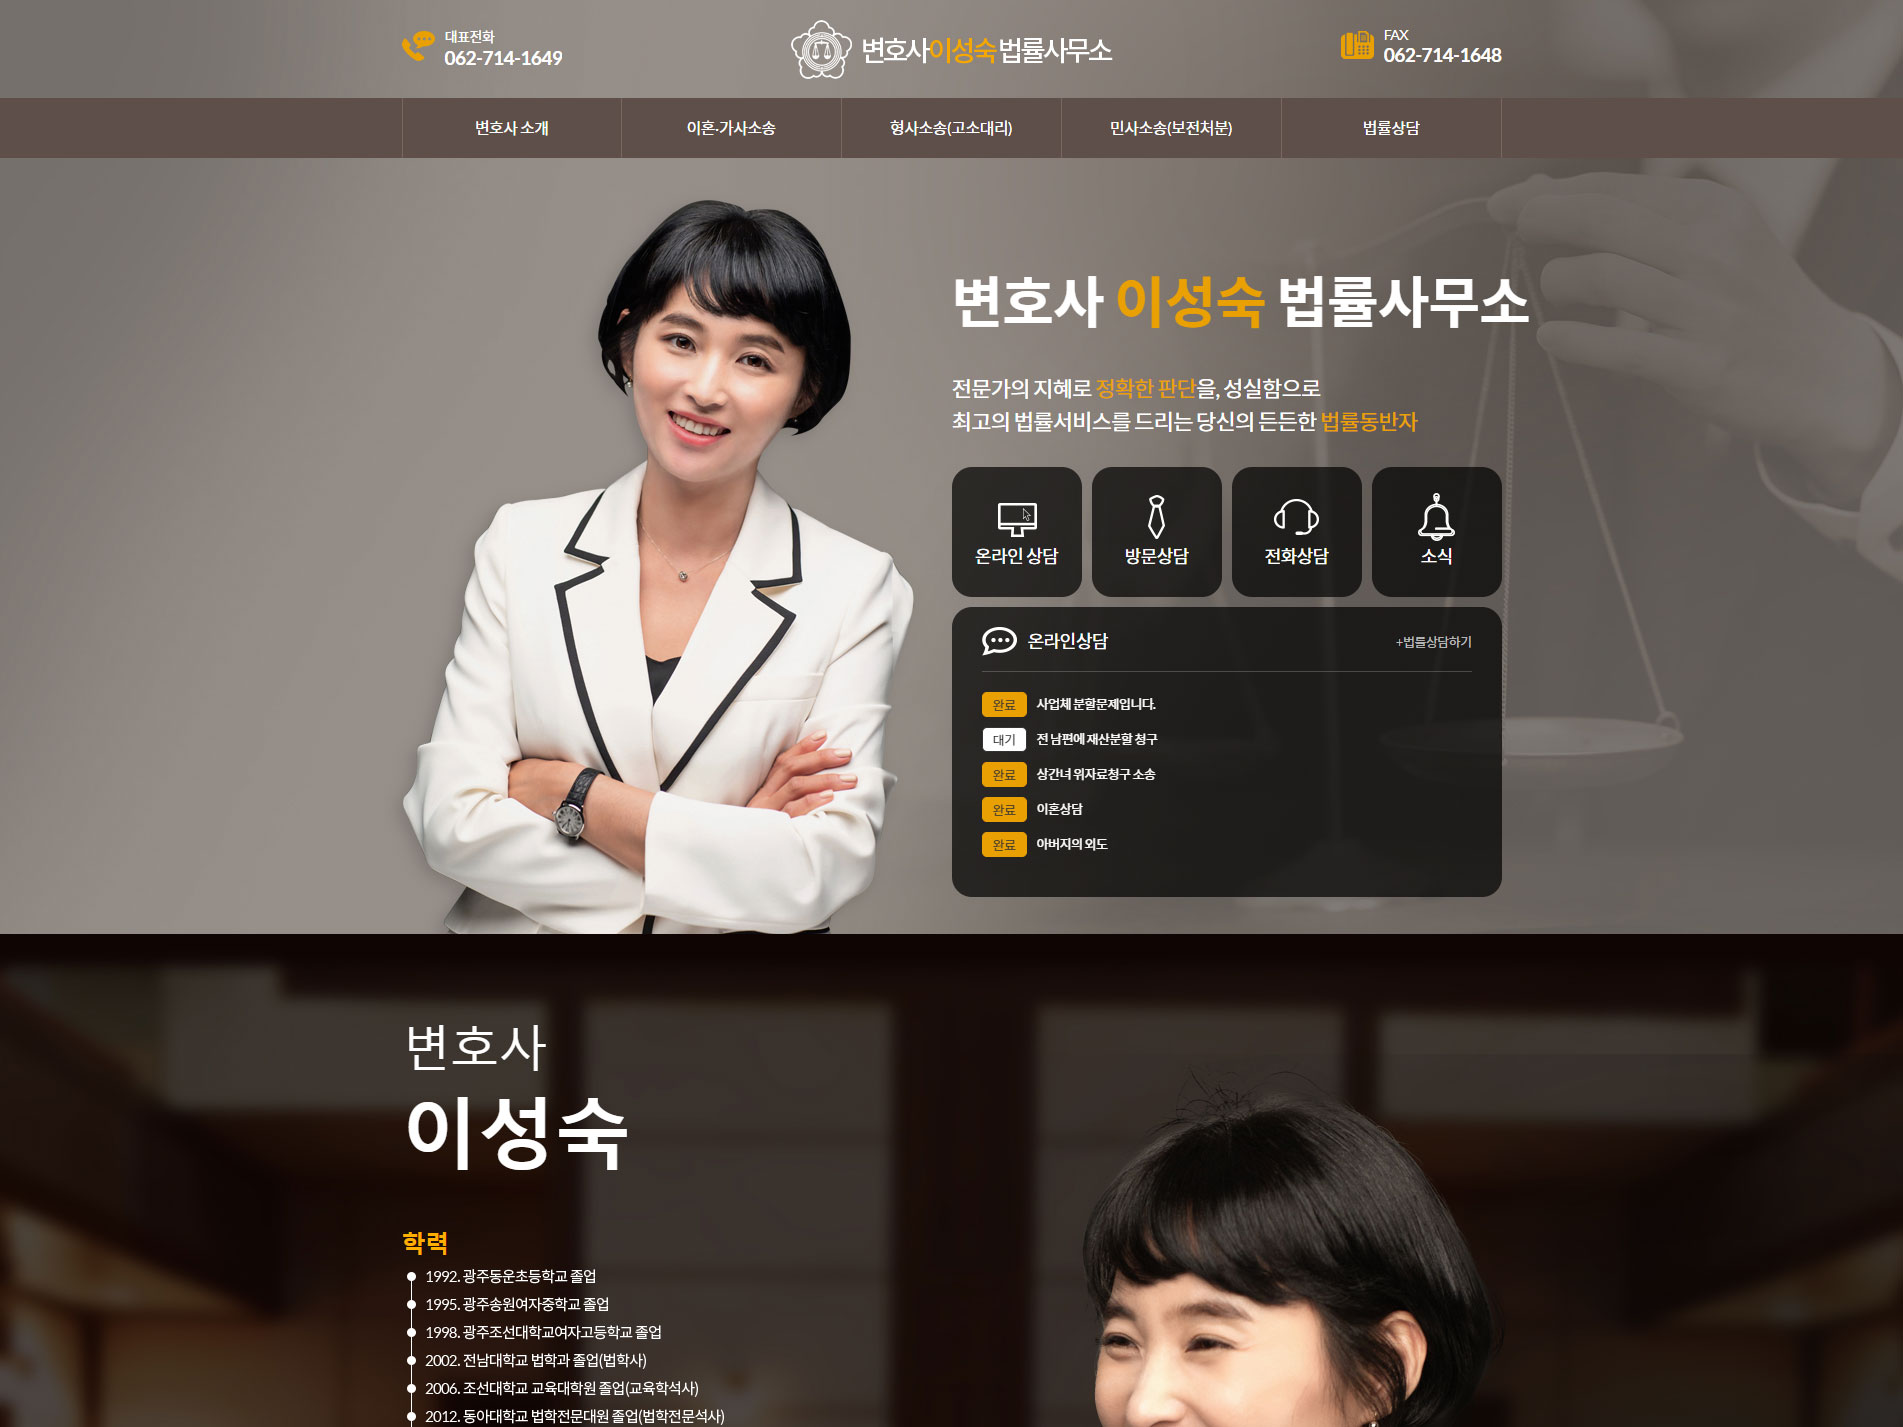 대표전화
062-714-1649
변호사이성숙법률사무소
FAX
062-714-1648
변호사 소개
이혼·가사소송
형사소송(고소대리)
민사소송(보전처분)
법률상담
변호사 이성숙 법률사무소
전문가의 지혜로 정확한 판단을, 성실함으로
최고의 법률서비스를 드리는 당신의 든든한 법률동반자
온라인 상담
방문상담
전화상담
소식
온라인상담
+법률상담하기
완료 사업체 분할문제입니다.
대기 전 남편에 재산분할 청구
완료 상간녀 위자료청구 소송
완료 이혼상담
완료 아버지의 외도
변호사
이성숙
학력
1992. 광주동운초등학교 졸업
1995. 광주송원여자중학교 졸업
1998. 광주조선대학교여자고등학교 졸업
2002. 전남대학교 법학과 졸업(법학사)
2006. 조선대학교 교육대학원 졸업(교육학석사)
2012. 동아대학교 법학전문대원 졸업(법학전문석사)